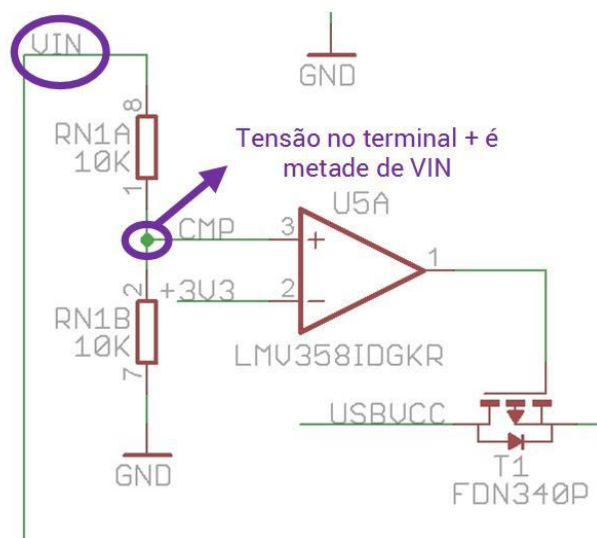 VIN
GND
8
RN1A
10K
1
Tensão no terminal + é
metade de VIN
U5A
CMP
3
+
1
2
+3V3
2
-
RN1B
10K
7
LMV358IDGKR
GND
USBVCC
T1
FDN340P